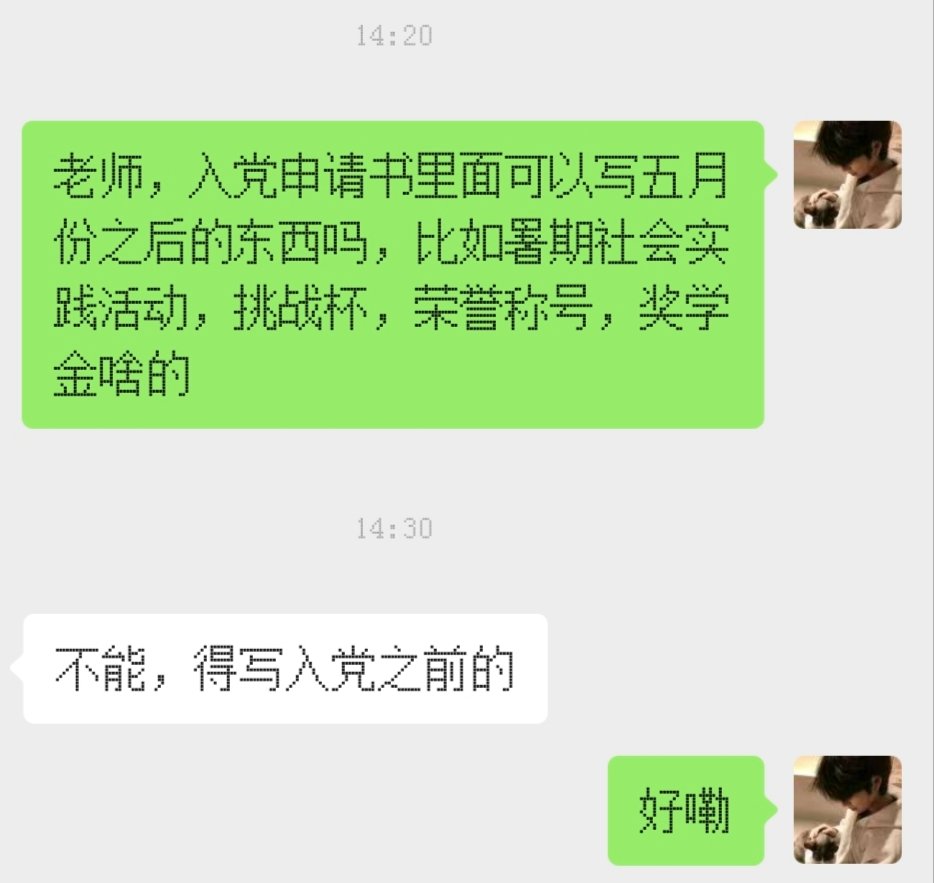 14:20
老师，入党申请书里面可以写五月
份之后的东西吗，比如暑期社会实
践活动，挑战杯，荣誉称号，奖学
金啥的
14:30
不能，得写入党之前的
好嘞